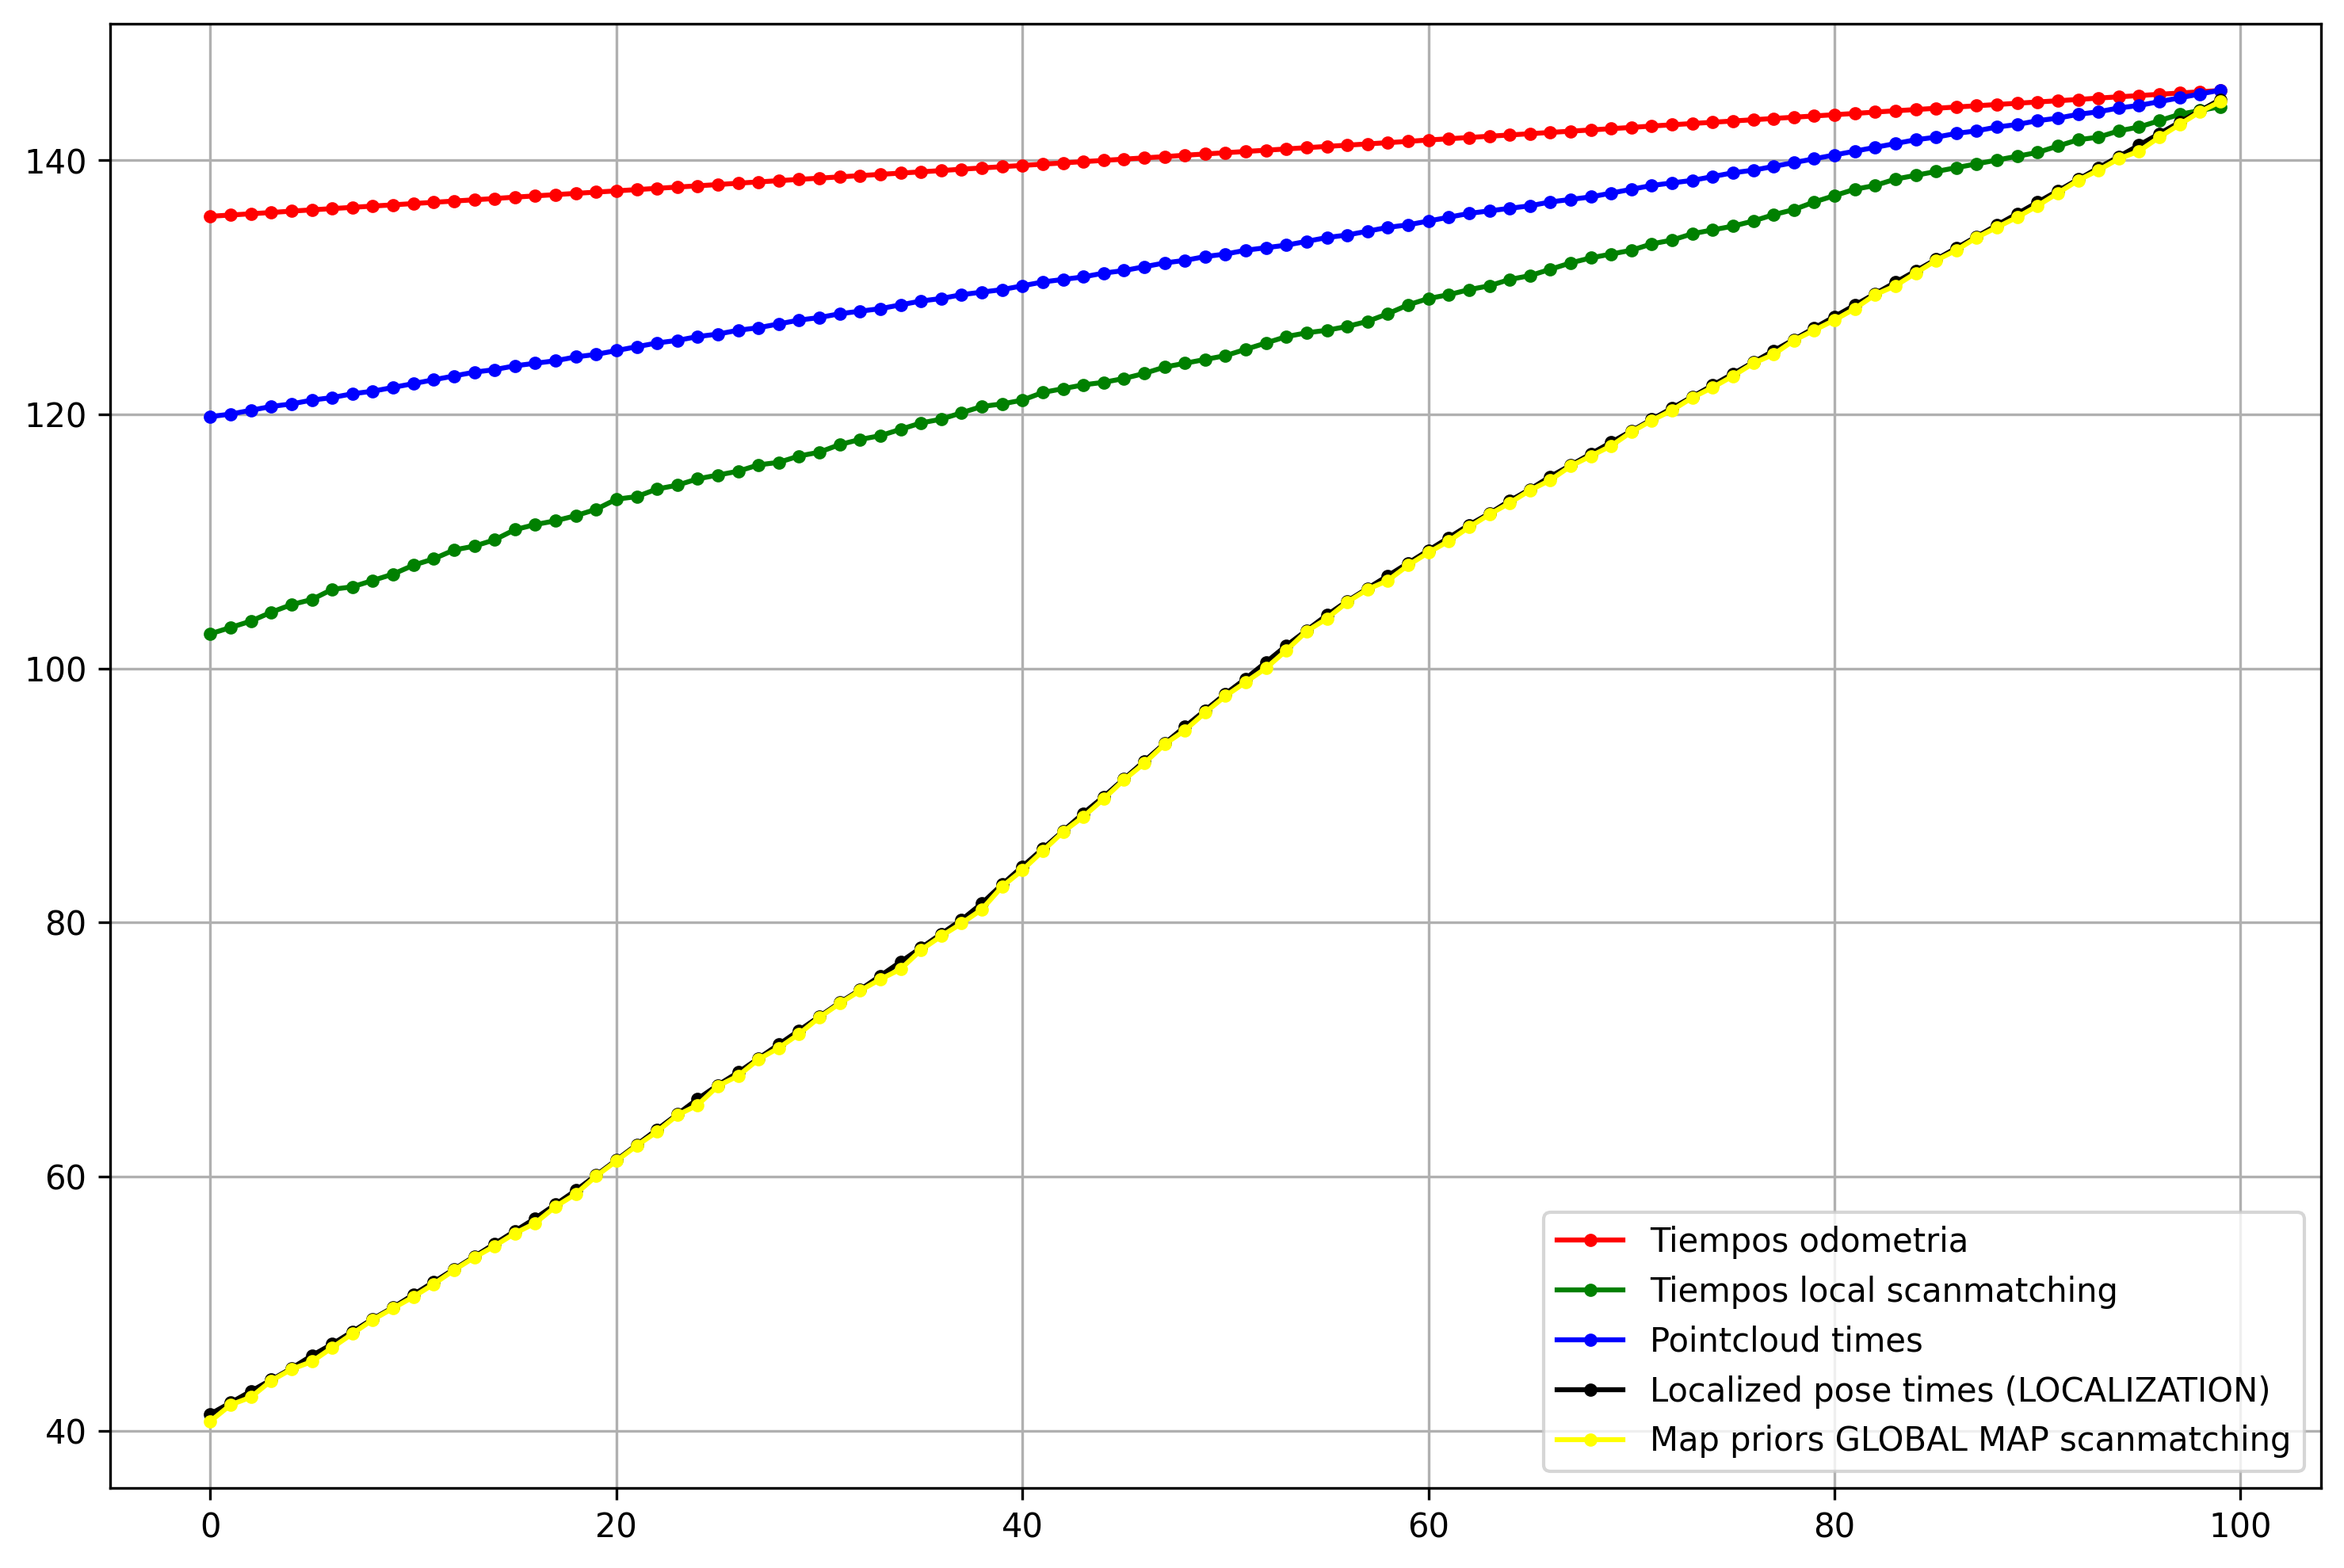 140
120
100
80
60
40
0 20 40 60 80 100
Tiempos odometria
Tiempos local scanmatching
Pointcloud times
Localized pose times (LOCALIZATION)
Map priors GLOBAL MAP scanmatching